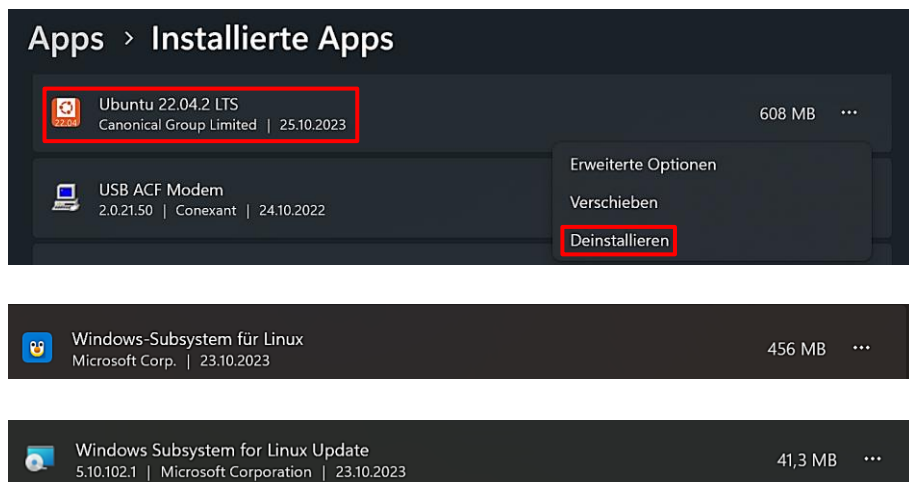 Apps > Installierte Apps
Ubuntu 22.04.2 LTS
Canonical Group Limited | 25.10.2023
22.04
608 MB ...
Erweiterte Optionen
USB ACF Modem
2.0.21.50 | Conexant | 24.10.2022
Verschieben
Deinstallieren
Windows-Subsystem für Linux
Microsoft Corp. | 23.10.2023
456 MB ...
Windows Subsystem for Linux Update
5.10.102.1 | Microsoft Corporation | 23.10.2023
41,3 MB ...